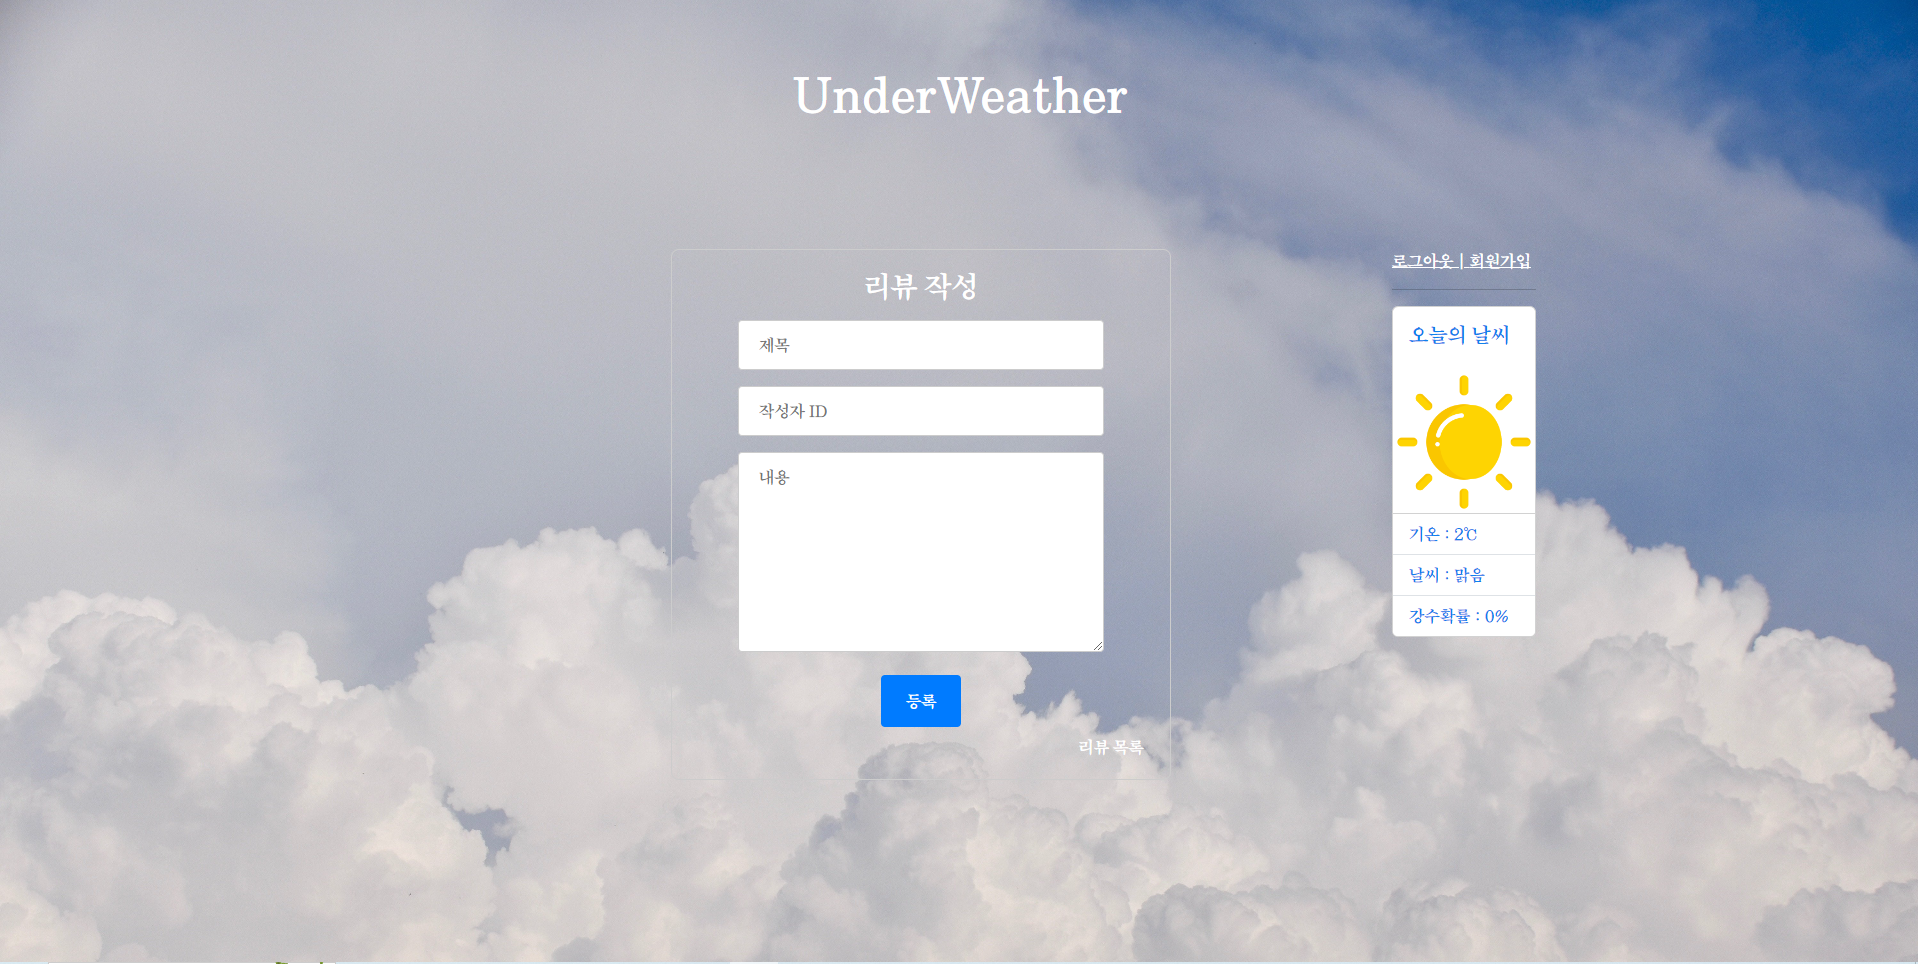 UnderWeather
리뷰 작성
제목
작성자 ID
내용
등록
리뷰 목록
로그아웃 | 회원가입
오늘의 날씨
기온 : 2℃
날씨 : 맑음
강수확률 : 0%